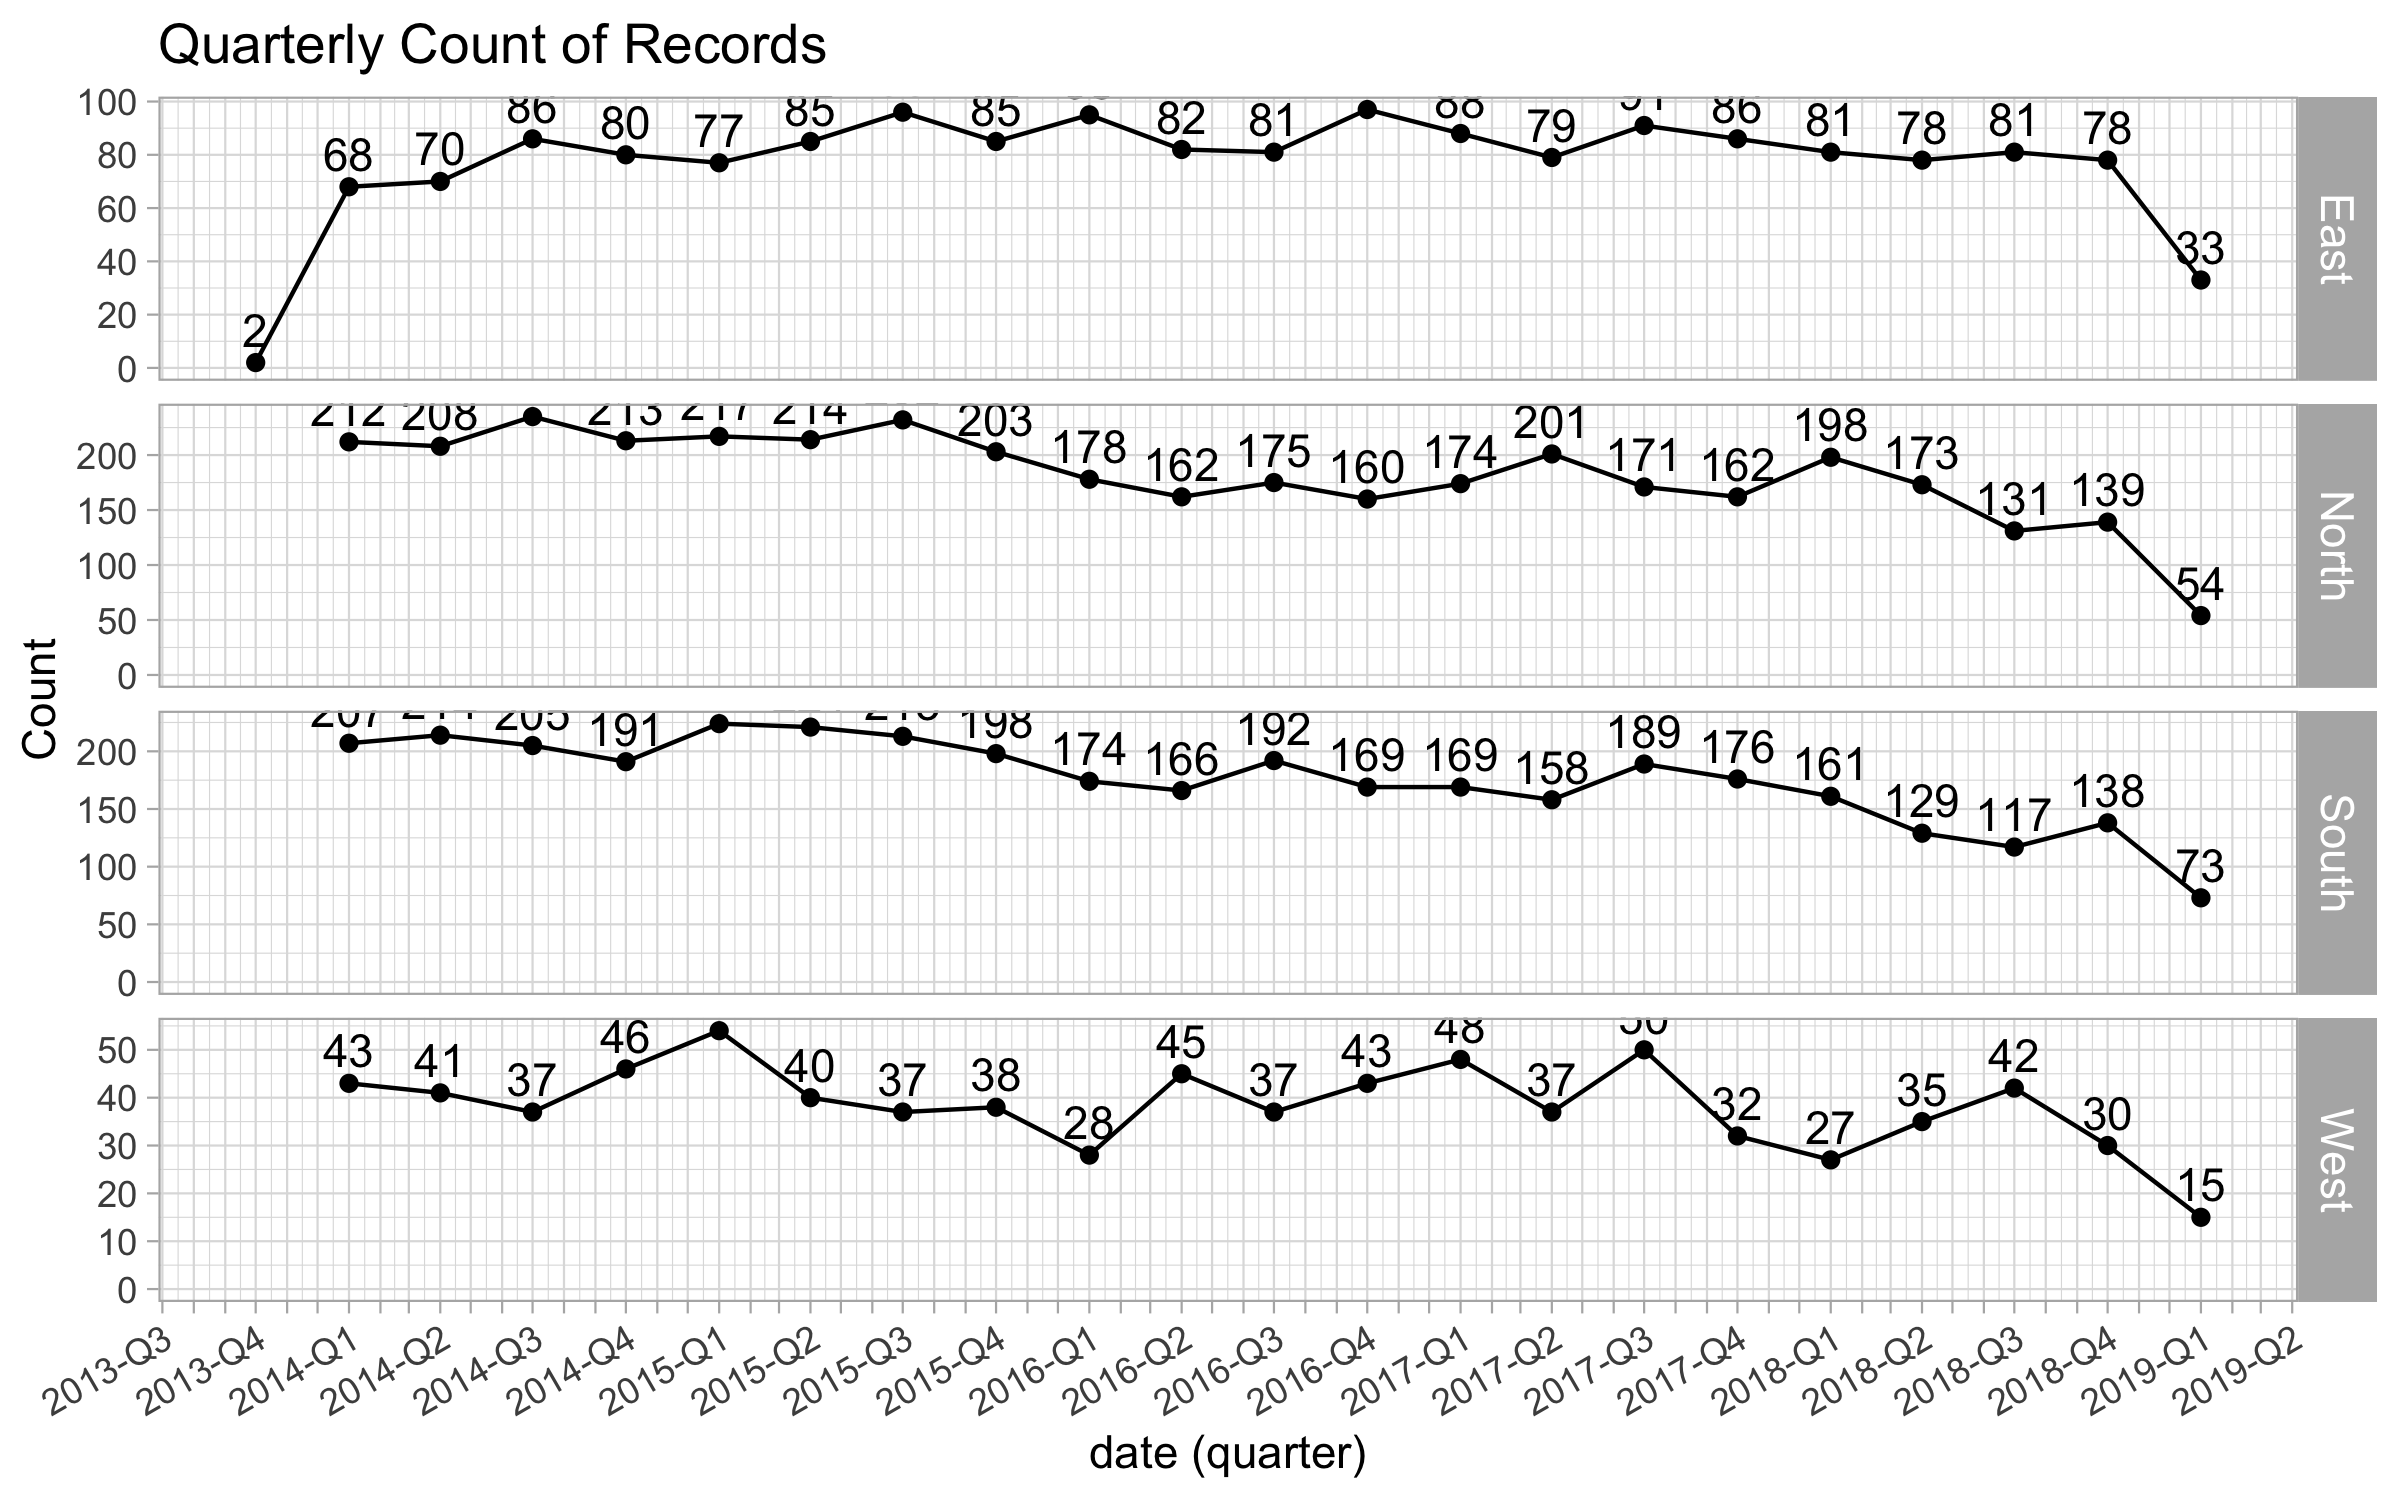 Quarterly Count of Records
Count
100
80
60
40
20
0
2 68 70 86 80 77 85 85 82 81 88 79 91 86 81 78 81 78 33
East
200
150
100
50
0
212 208 213 217 214 203 178 162 175 160 174 201 171 162 198 173 131 139 54
North
200
150
100
50
0
207 214 205 191 213 198 174 166 192 169 169 158 189 176 161 129 117 138 73
South
50
40
30
20
10
0
43 41 37 46 40 37 38 28 45 37 43 48 37 50 32 27 35 42 30 15
West
2013-Q3 2013-Q4 2014-Q1 2014-Q2 2014-Q3 2014-Q4 2015-Q1 2015-Q2 2015-Q3 2015-Q4 2016-Q1 2016-Q2 2016-Q3 2016-Q4 2017-Q1 2017-Q2 2017-Q3 2017-Q4 2018-Q1 2018-Q2 2018-Q3 2018-Q4 2019-Q1 2019-Q2
date (quarter)